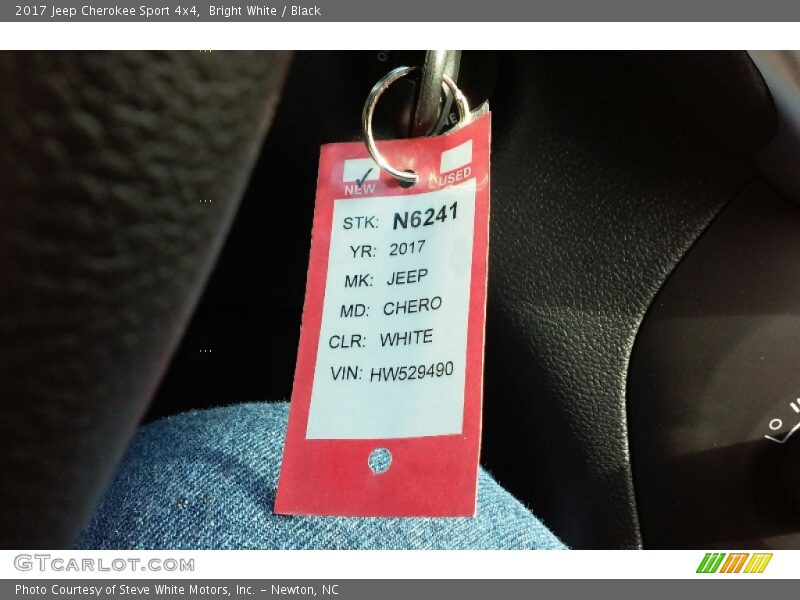 2017 Jeep Cherokee Sport 4x4, Bright White / Black
NEW USED
STK: N6241
YR: 2017
MK: JEEP
MD: CHERO
CLR: WHITE
VIN: HW529490
GTCARLOT.COM
Photo Courtesy of Steve White Motors, Inc. – Newton, NC